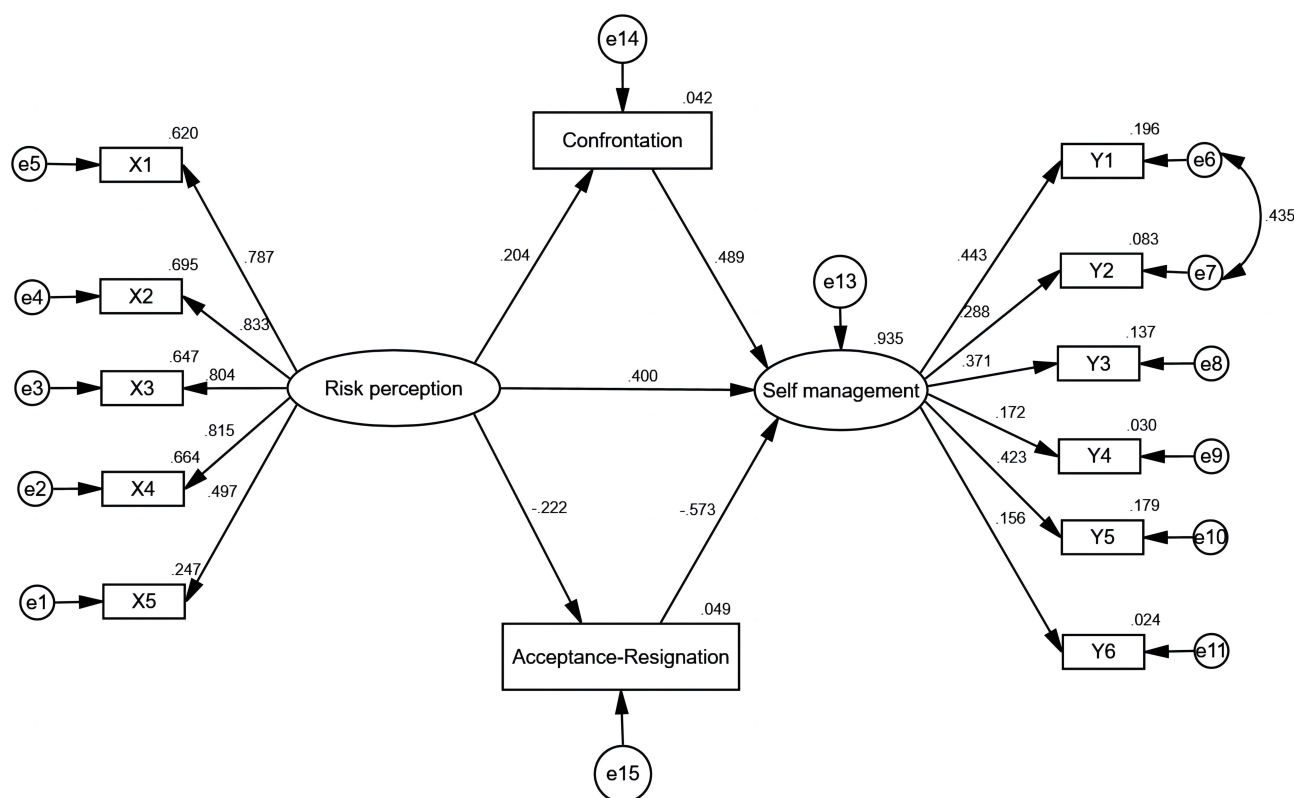 e14
.042
Confrontation
.620
e5
X1
.787
.695
e4
X2
.833
.647
e3
X3
.804
.815
.664
e2
X4
.497
.247
e1
X5
Risk perception
.204
.489
.400
-.222
-.573
e13
.935
Self management
.049
Acceptance-Resignation
e15
.196
Y1
e6
.435
.443
.083
Y2
e7
.288
.137
Y3
e8
.371
.172
.030
Y4
e9
.423
.179
Y5
e10
.156
.024
Y6
e11